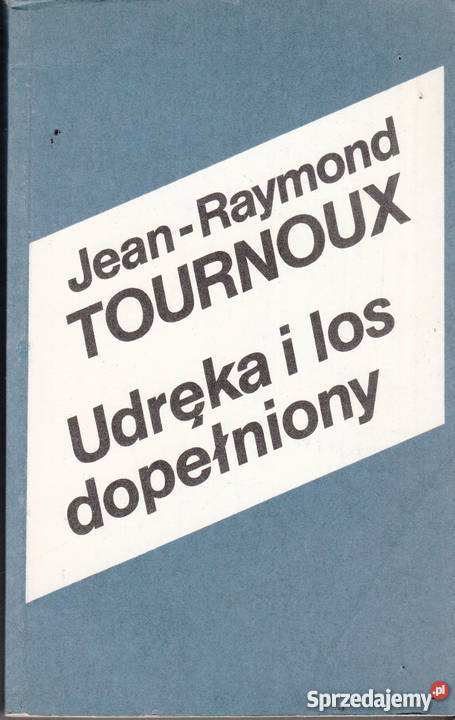 Jean-Raymond
TOURNOUX
Udręka i los
dopełniony
Sprzedajemy.pl